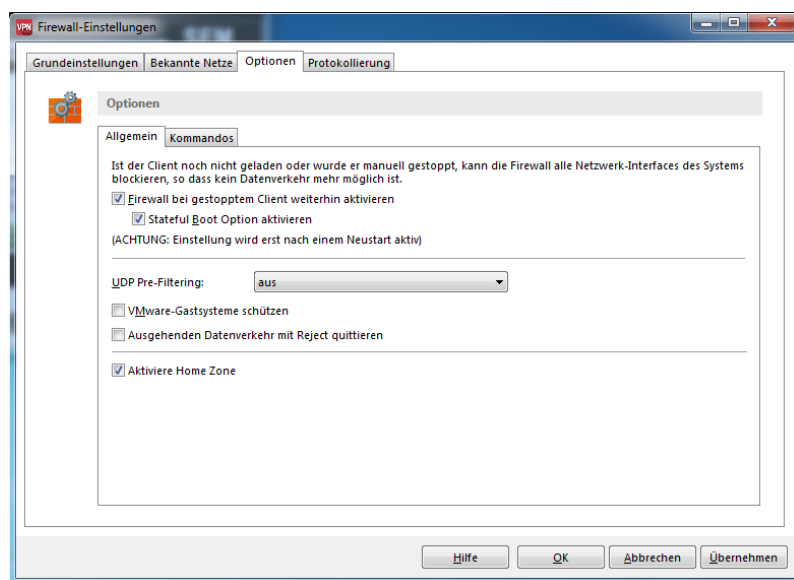 VPN Firewall-Einstellungen
Grundeinstellungen Bekannte Netze Optionen Protokollierung
Optionen
Allgemein Kommandos
Ist der Client noch nicht geladen oder wurde er manuell gestoppt, kann die Firewall alle Netzwerk-Interfaces des Systems
blockieren, so dass kein Datenverkehr mehr möglich ist.
Firewall bei gestopptem Client weiterhin aktivieren
Stateful Boot Option aktivieren
(ACHTUNG: Einstellung wird erst nach einem Neustart aktiv)
UDP Pre-Filtering: aus
VMware-Gastsysteme schützen
Ausgehenden Datenverkehr mit Reject quittieren
Aktiviere Home Zone
Hilfe OK Abbrechen Übernehmen